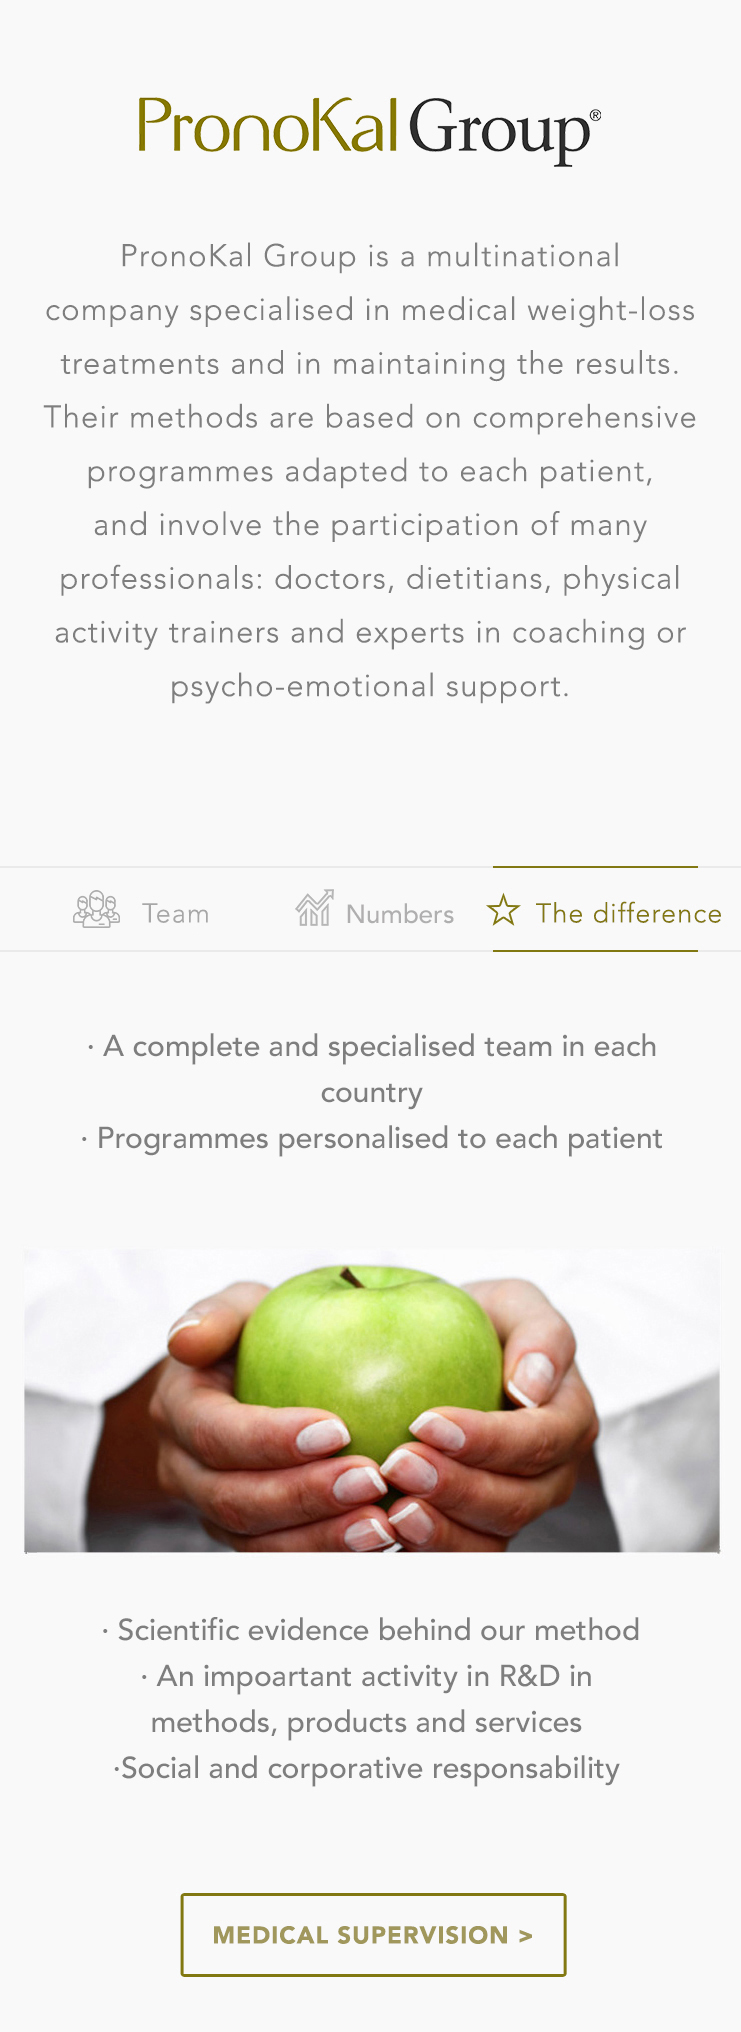 PronoKal Group®
PronoKal Group is a multinational
company specialised in medical weight-loss
treatments and in maintaining the results.
Their methods are based on comprehensive
programmes adapted to each patient,
and involve the participation of many
professionals: doctors, dietitians, physical
activity trainers and experts in coaching or
psycho-emotional support.
Team
Numbers
The difference
· A complete and specialised team in each
country
· Programmes personalised to each patient
· Scientific evidence behind our method
· An impoartant activity in R&D in
methods, products and services
·Social and corporative responsability
MEDICAL SUPERVISION >